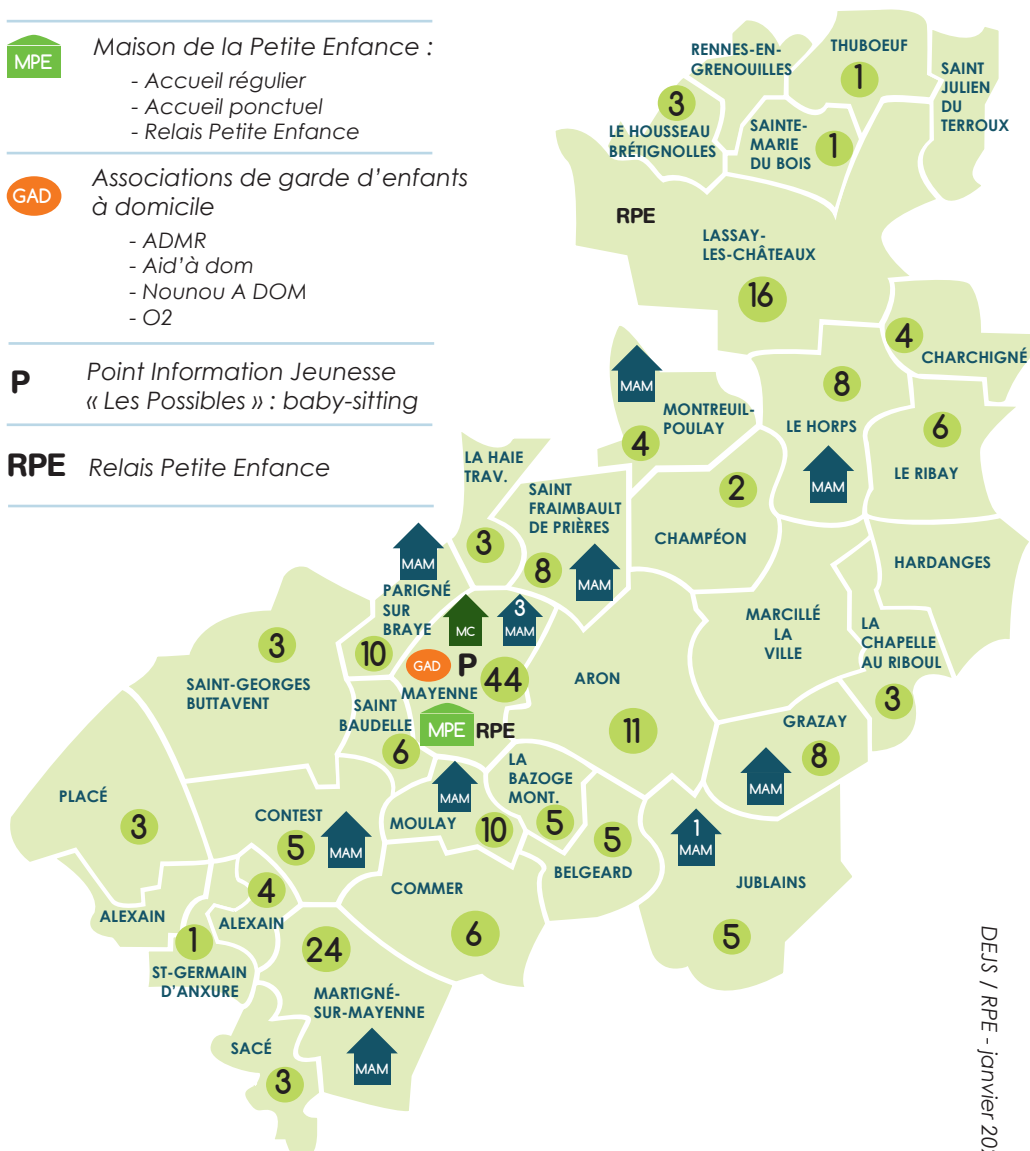 MPE
Maison de la Petite Enfance :
- Accueil régulier
- Accueil ponctuel
- Relais Petite Enfance
GAD
Associations de garde d'enfants
à domicile
- ADMR
- Aid'à dom
- Nounou A DOM
- O2
P
Point Information Jeunesse
« Les Possibles » : baby-sitting
RPE
Relais Petite Enfance
RENNES-EN-
GRENOUILLES
THUBOEUF
1
SAINT
JULIEN
DU
TERROUX
3
LE HOUSSEAU
BRÉTIGNOLLES
SAINTE-
MARIE
DU BOIS
1
RPE
LASSAY-
LES-CHÂTEAUX
16
4
CHARCHIGNÉ
MAM
MONTREUIL-
POULAY
4
8
LE HORPS
MAM
6
LE RIBAY
LA HAIE
TRAV.
3
SAINT
FRAIMBAULT
DE PRIÈRES
8
MAM
2
CHAMPÉON
HARDANGES
MAM
PARIGNÉ
SUR
BRAYE
10
MC
3
MAM
GAD
P
44
MAYENNE
MPE
RPE
MARCILLÉ
LA
VILLE
LA
CHAPELLE
AU RIBOUL
3
3
SAINT-GEORGES
BUTTAVENT
SAINT
BAUDELLE
6
ARON
11
GRAZAY
8
MAM
PLACÉ
3
CONTEST
5
MAM
MAM
MOULAY
10
LA
BAZOGE
MONT.
5
5
BELGEARD
1
MAM
JUBLAINS
5
COMMER
6
ALEXAIN
4
ALEXAIN
1
ST-GERMAIN
D'ANXURE
24
MARTIGNÉ-
SUR-MAYENNE
MAM
SACÉ
3
DEJS / RPE - janvier